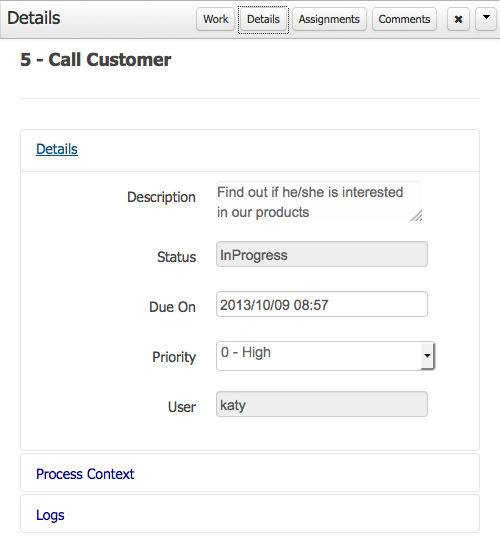 Details
Work
Details
Assignments
Comments
5 - Call Customer
Details
Description
Find out if he/she is interested
in our products
Status
InProgress
Due On
2013/10/09 08:57
Priority
0 - High
User
katy
Process Context
Logs